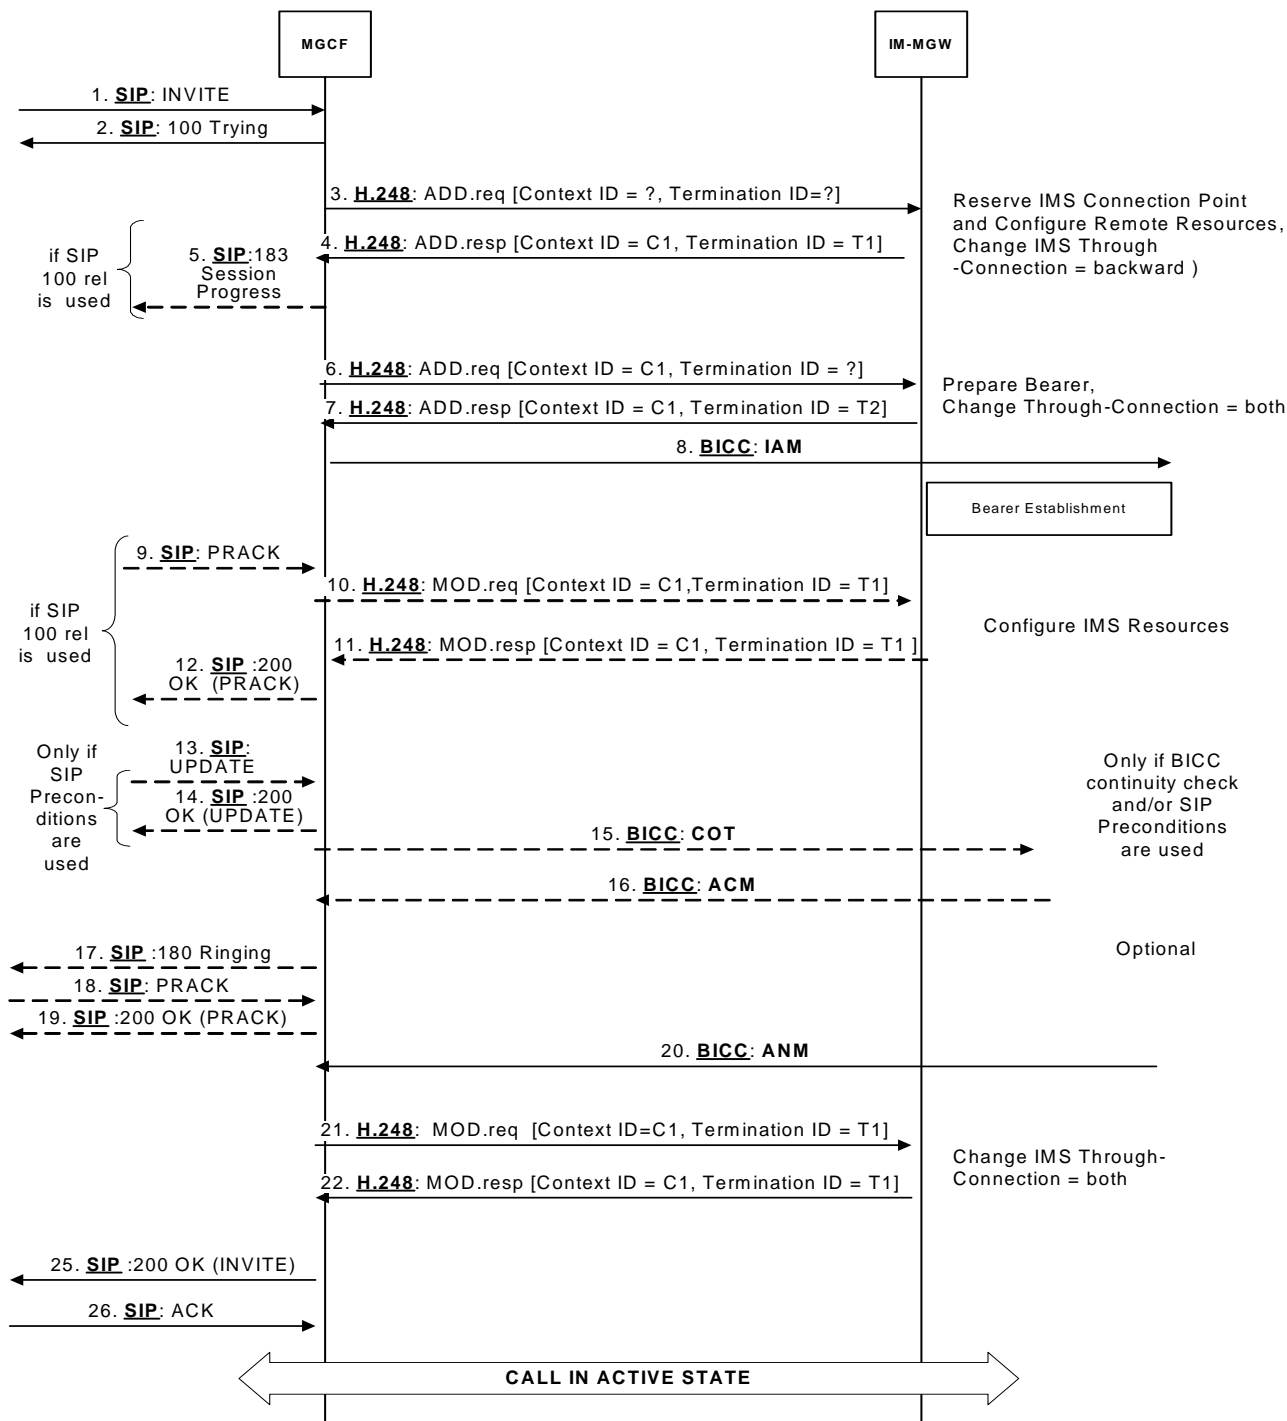 MGCF
IM-MGW
1. SIP: INVITE
2. SIP: 100 Trying
3. H.248: ADD.req [Context ID = ?, Termination ID=?]
Reserve IMS Connection Point
and Configure Remote Resources,
Change IMS Through
-Connection = backward )
4. H.248: ADD.resp [Context ID = C1, Termination ID = T1]
if SIP
100 rel
is used
5. SIP:183
Session
Progress
6. H.248: ADD.req [Context ID = C1, Termination ID = ?]
Prepare Bearer,
Change Through-Connection = both
7. H.248: ADD.resp [Context ID = C1, Termination ID = T2]
8. BICC: IAM
Bearer Establishment
9. SIP: PRACK
10. H.248: MOD.req [Context ID = C1,Termination ID = T1]
if SIP
100 rel
is used
Configure IMS Resources
11. H.248: MOD.resp [Context ID = C1, Termination ID = T1 ]
12. SIP :200
OK (PRACK)
Only if
SIP
Precon-
ditions
are
used
13. SIP:
UPDATE
14. SIP :200
OK (UPDATE)
Only if BICC
continuity check
and/or SIP
Preconditions
are used
15. BICC: COT
16. BICC: ACM
17. SIP :180 Ringing
Optional
18. SIP: PRACK
19. SIP :200 OK (PRACK)
20. BICC: ANM
21. H.248: MOD.req [Context ID=C1, Termination ID = T1]
Change IMS Through-
Connection = both
22. H.248: MOD.resp [Context ID = C1, Termination ID = T1]
25. SIP :200 OK (INVITE)
26. SIP: ACK
CALL IN ACTIVE STATE